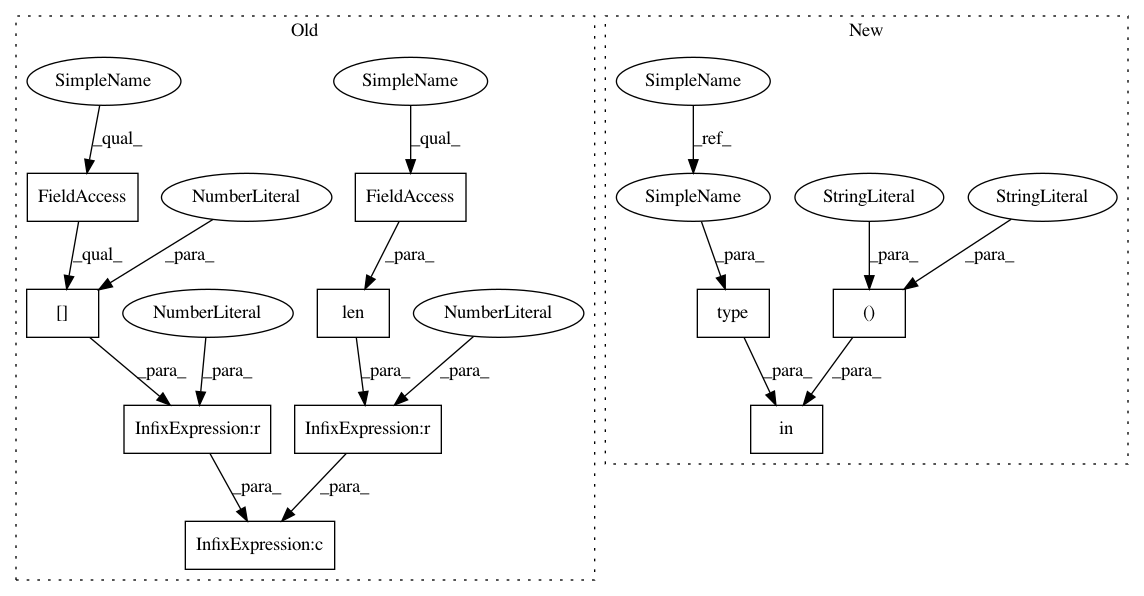 Old
New
SimpleName
SimpleName
SimpleName
_qual_
_qual_
_ref_
FieldAccess
NumberLiteral
FieldAccess
SimpleName
StringLiteral
StringLiteral
_qual_
_para_
_para_
_para_
_para_
_para_
[]
NumberLiteral
len
NumberLiteral
type
()
_para_
_para_
_para_
_para_
_para_
_para_
InfixExpression:r
InfixExpression:r
in
_para_
_para_
InfixExpression:c